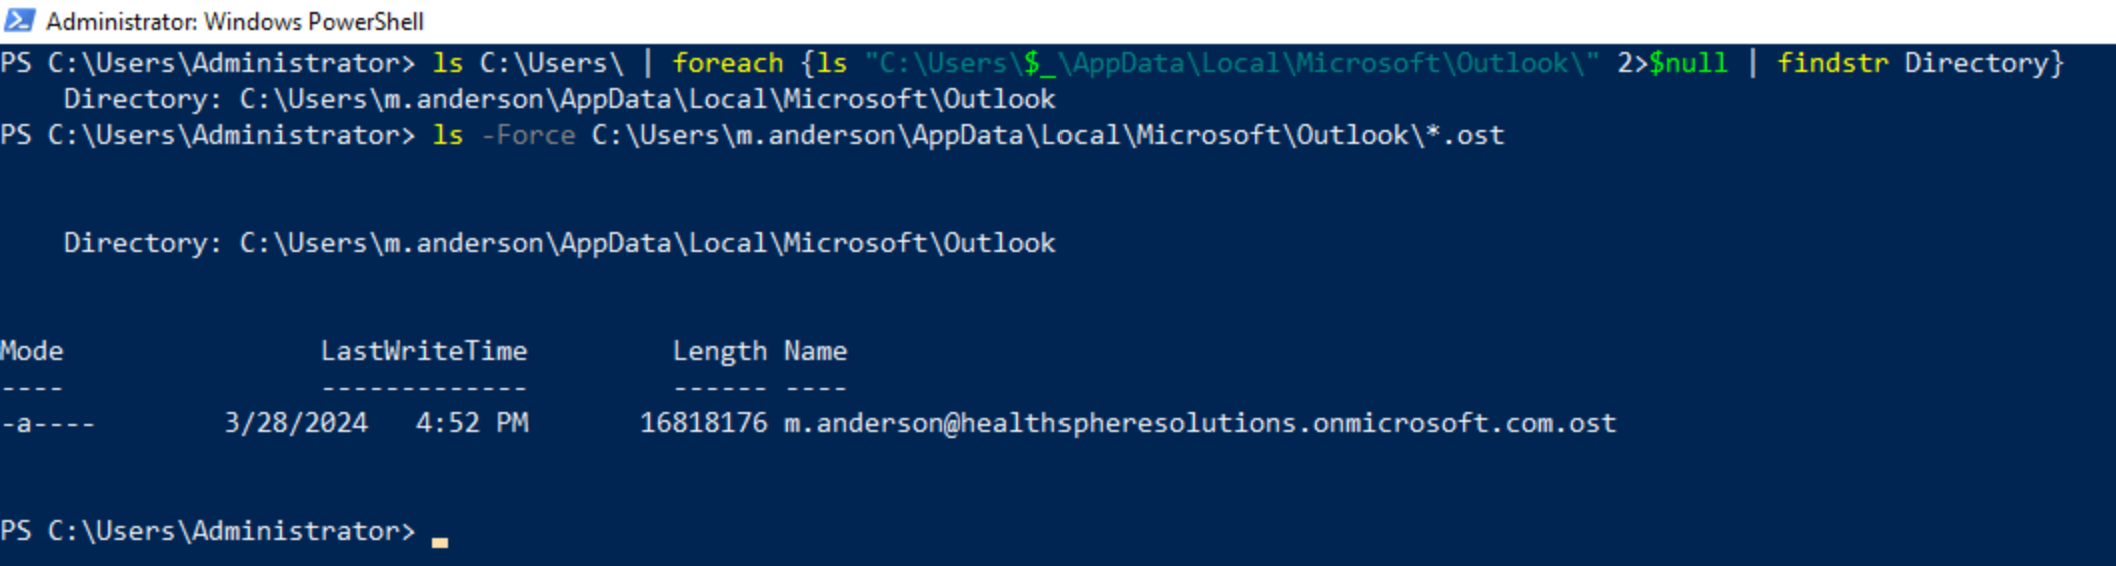 Administrator: Windows PowerShell
PS C:\Users\Administrator> ls C:\Users\ | foreach {ls "C:\Users\$_\AppData\Local\Microsoft\Outlook\" 2>$null | findstr Directory}
    Directory: C:\Users\m.anderson\AppData\Local\Microsoft\Outlook
PS C:\Users\Administrator> ls -Force C:\Users\m.anderson\AppData\Local\Microsoft\Outlook\*.ost
    Directory: C:\Users\m.anderson\AppData\Local\Microsoft\Outlook
Mode                LastWriteTime         Length Name
----                -------------         ------ ----
-a----        3/28/2024   4:52 PM       16818176 m.anderson@healthspheresolutions.onmicrosoft.com.ost
PS C:\Users\Administrator>